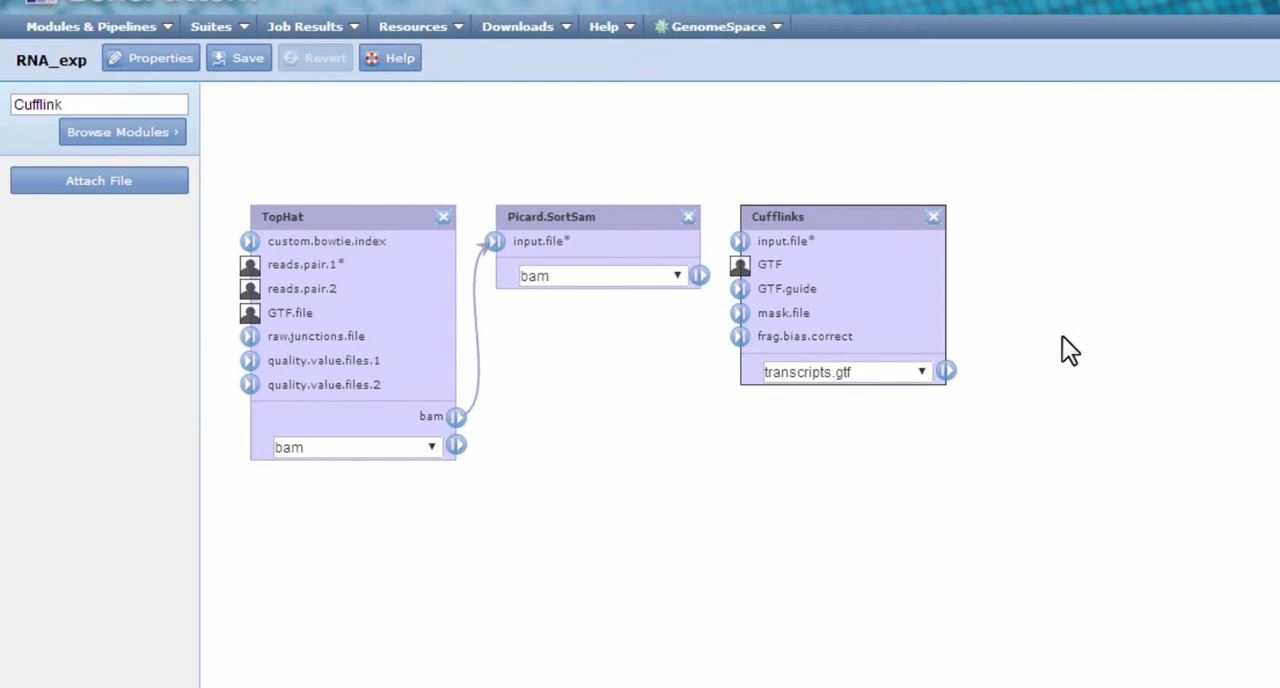 Modules & Pipelines Suites Job Results Resources Downloads Help GenomeSpace
RNA_exp Properties Save Revert Help
Cufflink
Browse Modules ›
Attach File
TopHat
custom.bowtie.index
reads.pair.1*
reads.pair.2
GTF.file
raw.junctions.file
quality.value.files.1
quality.value.files.2
bam
bam
Picard.SortSam
input.file*
bam
Cufflinks
input.file*
GTF
GTF.guide
mask.file
frag.bias.correct
transcripts.gtf